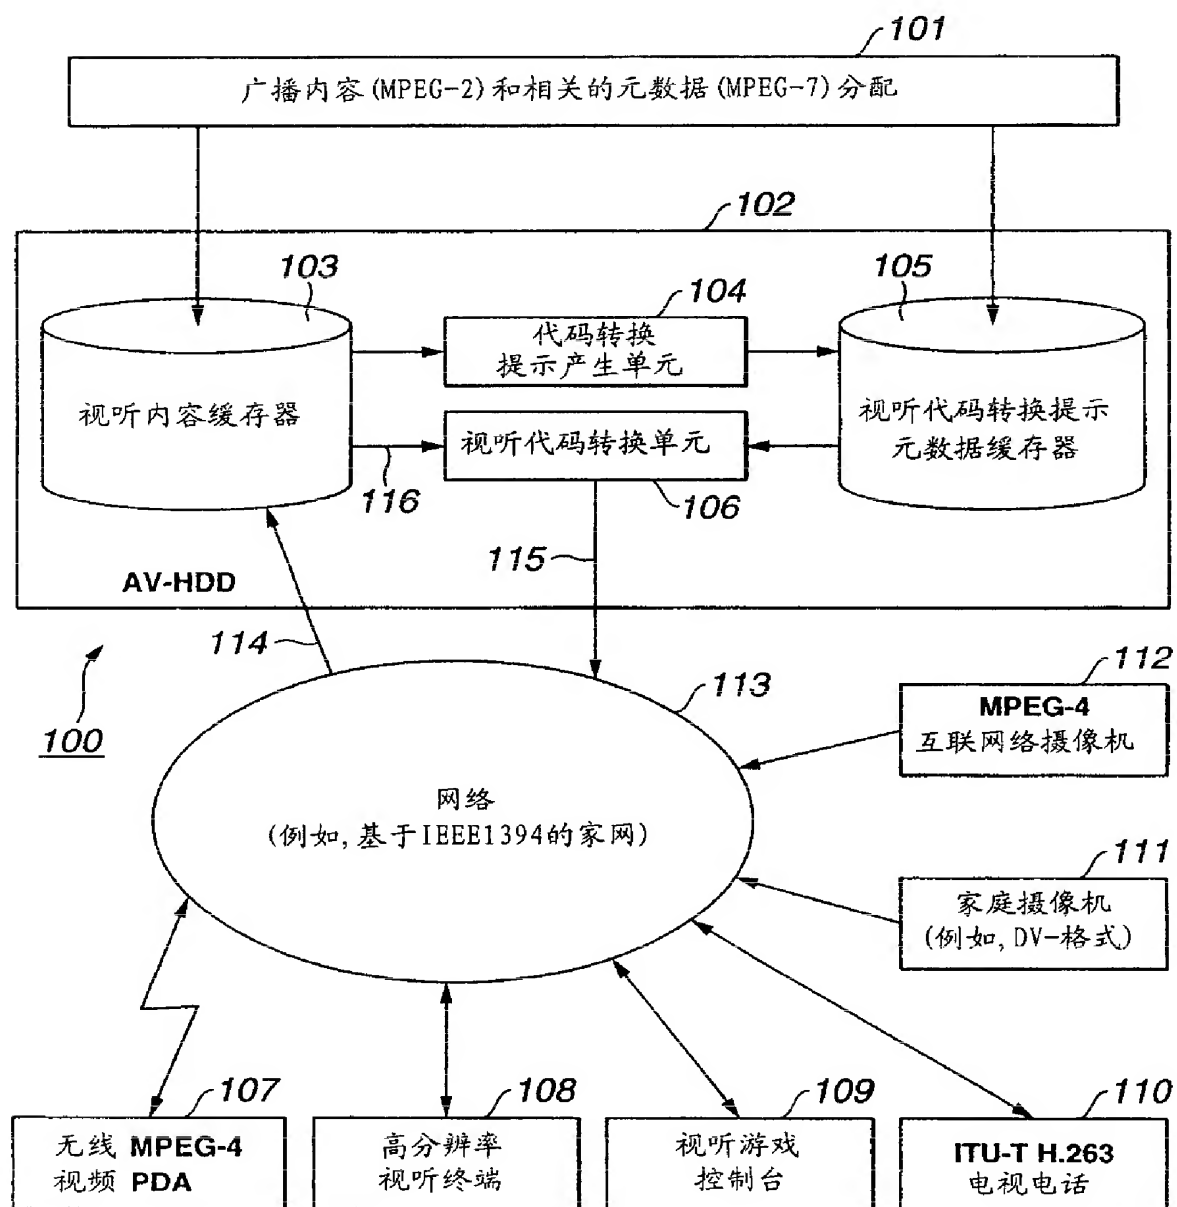 101
广播内容(MPEG-2)和相关的元数据(MPEG-7)分配
102
103
104
105
代码转换
提示产生单元
视听内容缓存器
视听代码转换单元
视听代码转换提示
元数据缓存器
116
106
115
AV-HDD
114
112
113
100
MPEG-4
互联网络摄像机
网络
(例如,基于IEEE1394的家网)
111
家庭摄像机
(例如,DV-格式)
107
108
109
110
无线 MPEG-4
视频 PDA
高分辨率
视听终端
视听游戏
控制台
ITU-T H.263
电视电话